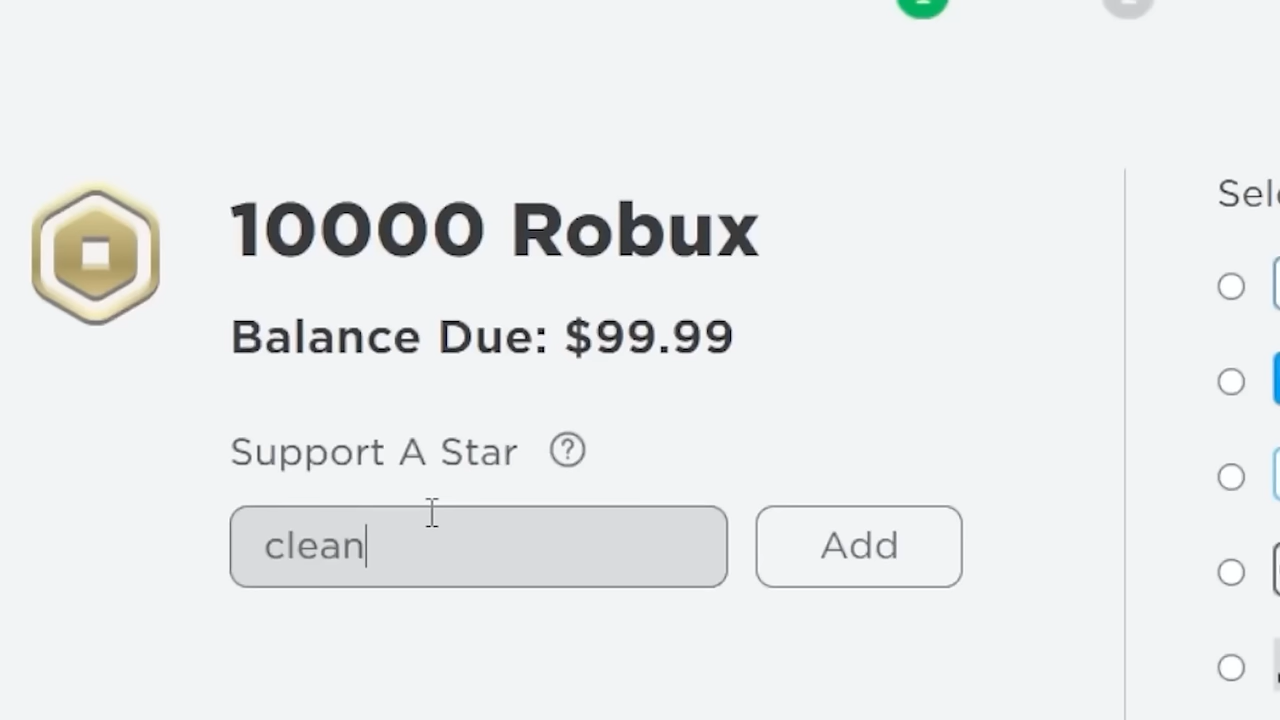 10000 Robux
Balance Due: $99.99
Support A Star ?
clean
Add